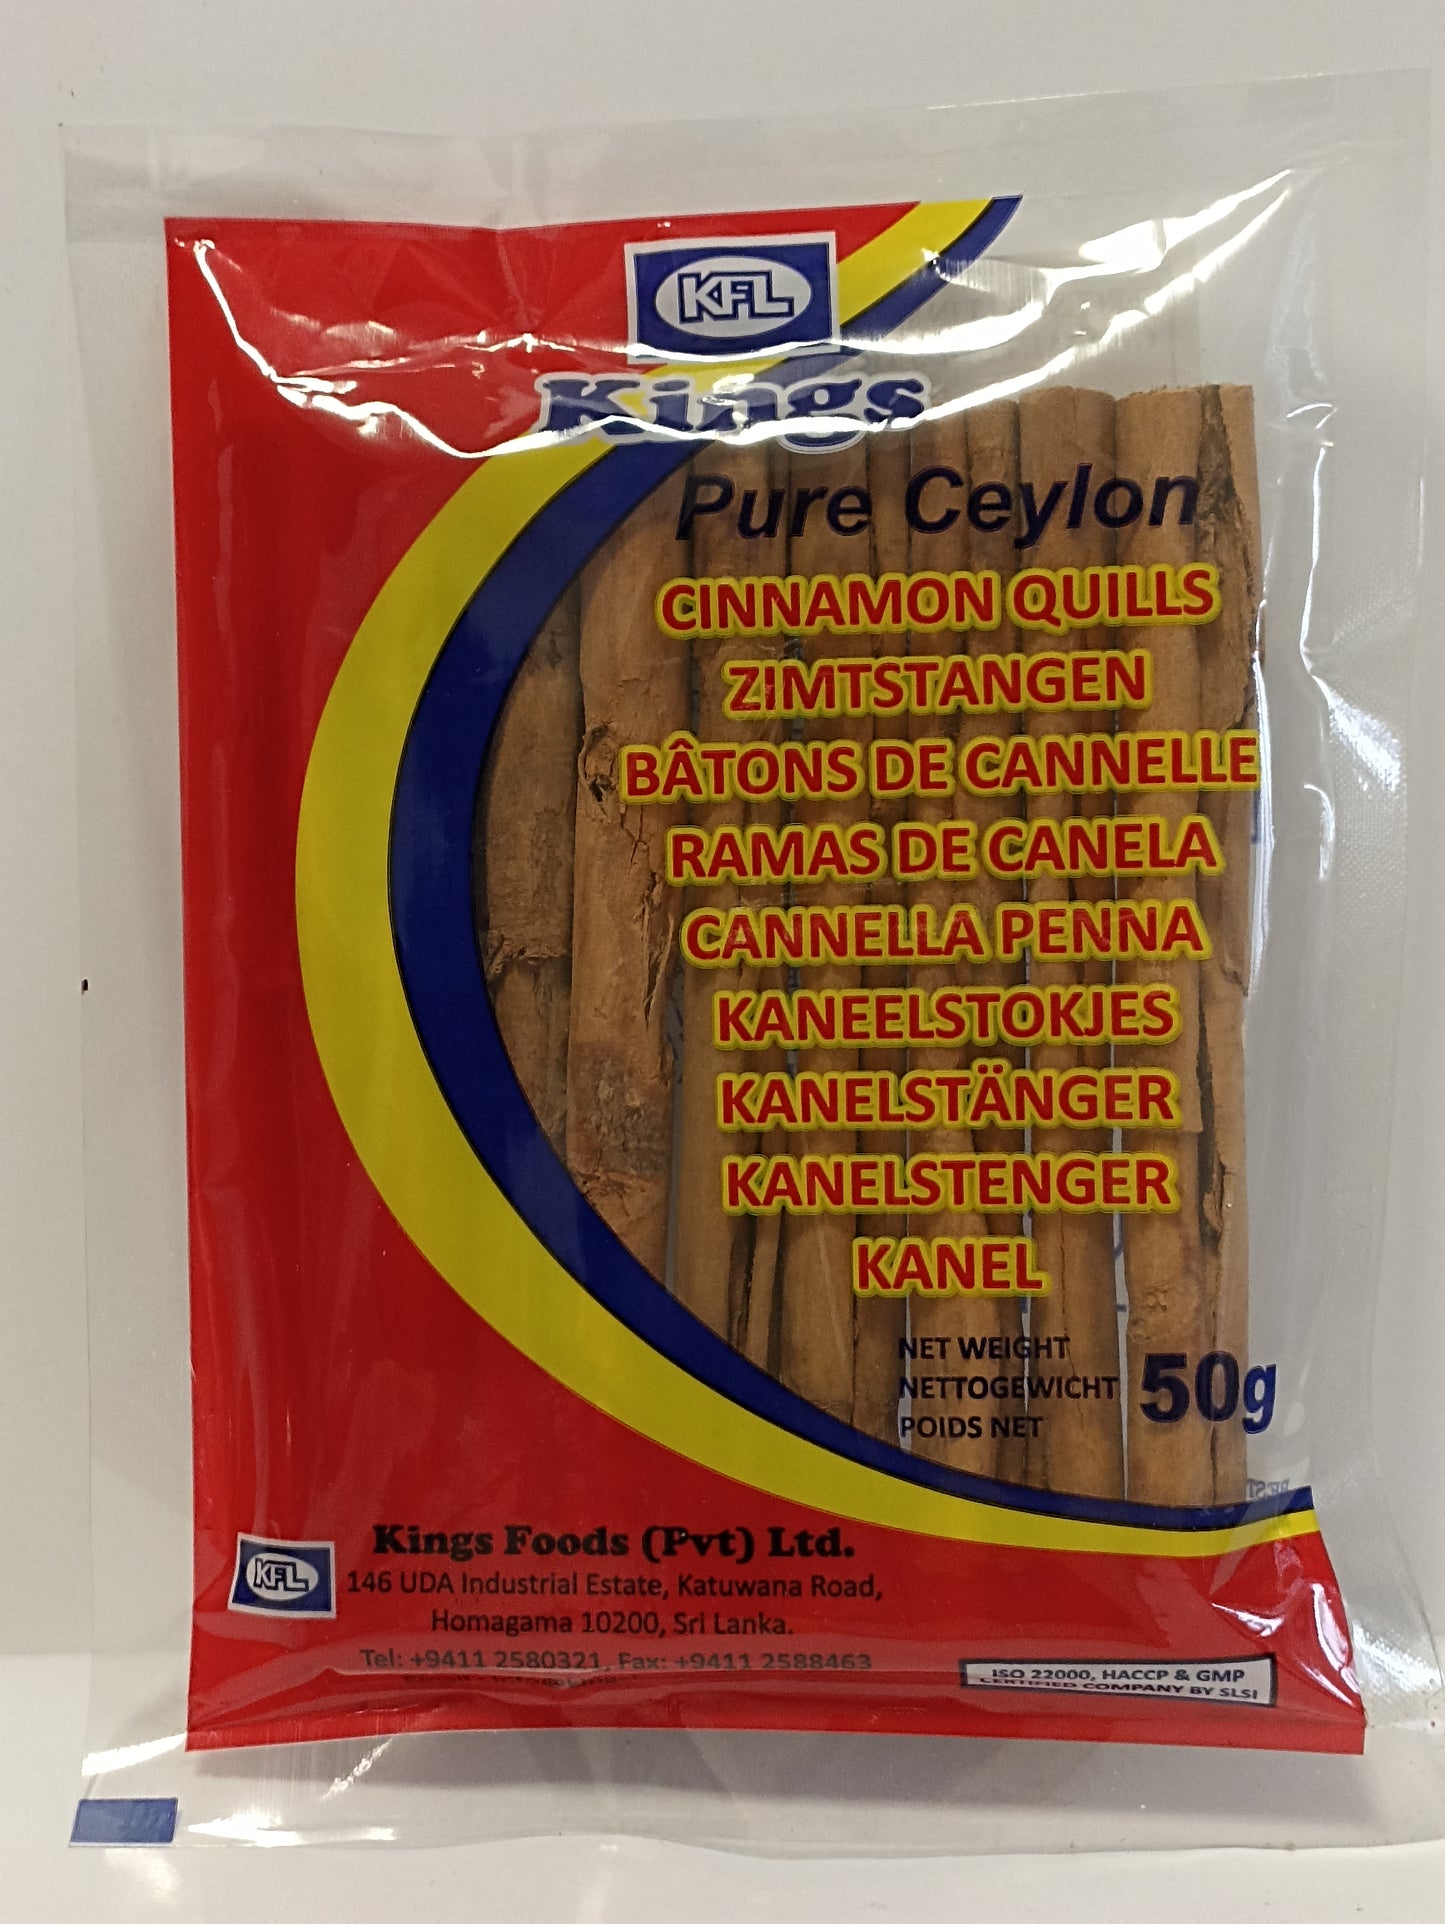 KFL
Kings
Pure Ceylon
CINNAMON QUILLS
ZIMTSTANGEN
BÂTONS DE CANNELLE
RAMAS DE CANELA
CANNELLA PENNA
KANEELSTOKJES
KANELSTÄNGER
KANELSTENGER
KANEL
NET WEIGHT
NETTOGEWICHT
POIDS NET
50g
KFL
Kings Foods (Pvt) Ltd.
146 UDA Industrial Estate, Katuwana Road,
Homagama 10200, Sri Lanka.
Tel: +9411 2580321, Fax: +9411 2588463
ISO 22000, HACCP & GMP
CERTIFIED COMPANY BY SLSI